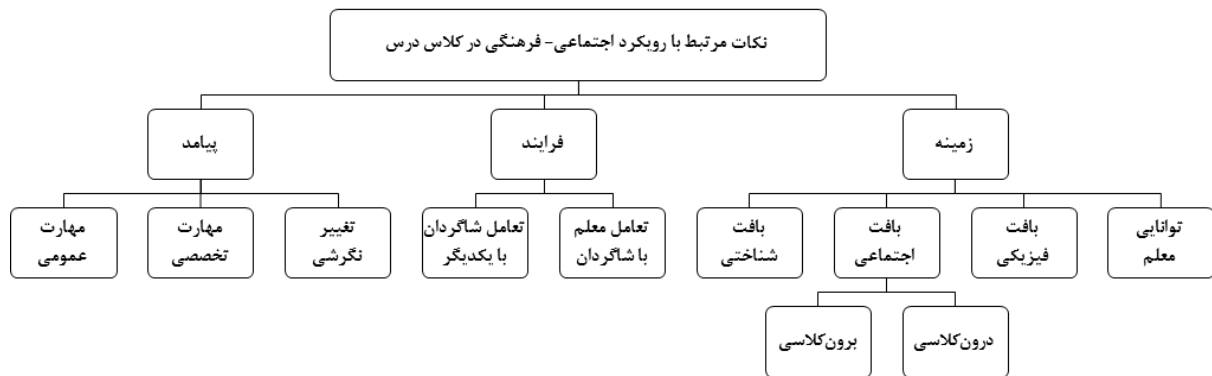 نکات مرتبط با رویکرد اجتماعی- فرهنگی در کلاس درس
زمینه
فرایند
پیامد
توانایی
معلم
بافت
فیزیکی
بافت
اجتماعی
بافت
شناختی
تعامل معلم
با شاگردان
تعامل شاگردان
با یکدیگر
تغییر
نگرشی
مهارت
تخصصی
مهارت
عمومی
درون‌کلاسی
برون‌کلاسی